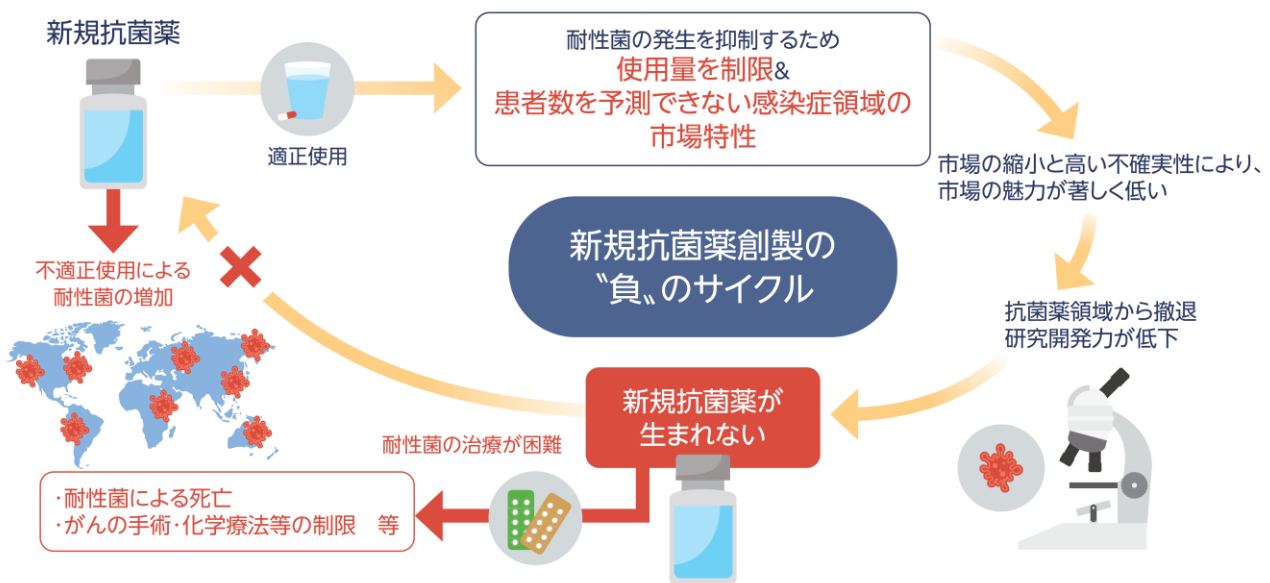 新規抗菌薬
適正使用
耐性菌の発生を抑制するため
使用量を制限&
患者数を予測できない感染症領域の
市場特性
市場の縮小と高い不確実性により、
市場の魅力が著しく低い
抗菌薬領域から撤退
研究開発力が低下
新規抗菌薬創製の
〝負〟のサイクル
不適正使用による
耐性菌の増加
新規抗菌薬が
生まれない
耐性菌の治療が困難
・耐性菌による死亡
・がんの手術・化学療法等の制限　等